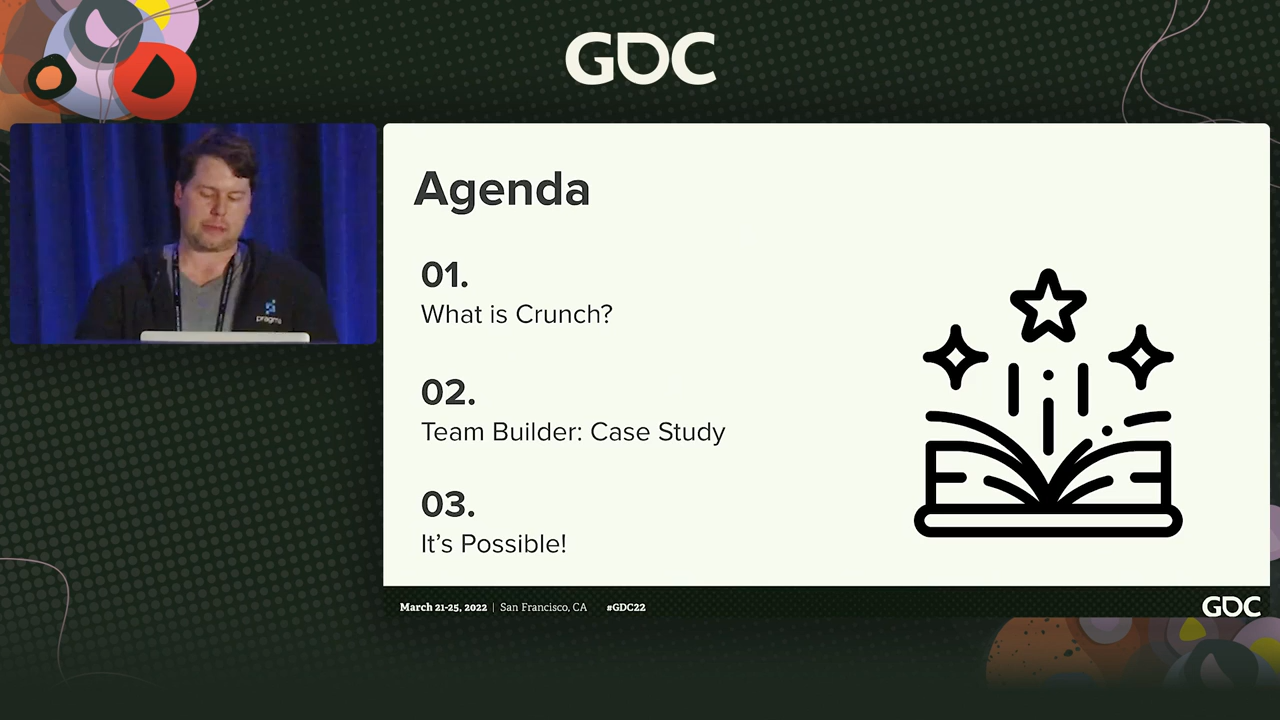 GDC
pragma
Agenda
01.
What is Crunch?
02.
Team Builder: Case Study
03.
It's Possible!
March 21-25, 2022 | San Francisco, CA #GDC22
GDC